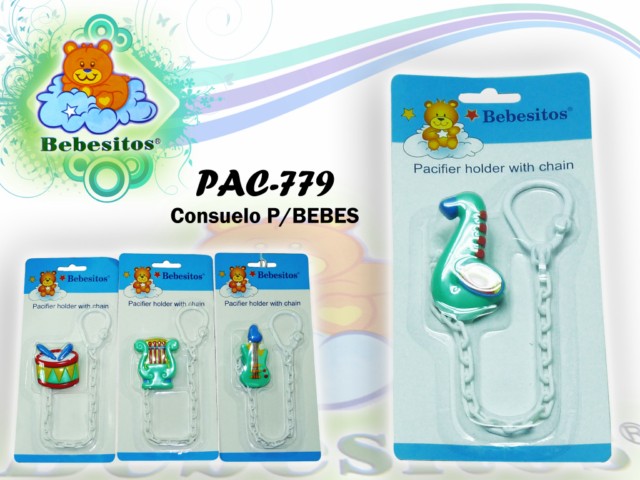 Bebesitos®
PAC-779
Consuelo P/BEBES
Bebesitos®
Pacifier holder with chain
Bebesitos®
Pacifier holder with chain
Bebesitos®
Pacifier holder with chain
Bebesitos®
Pacifier holder with chain
Bebesitos®